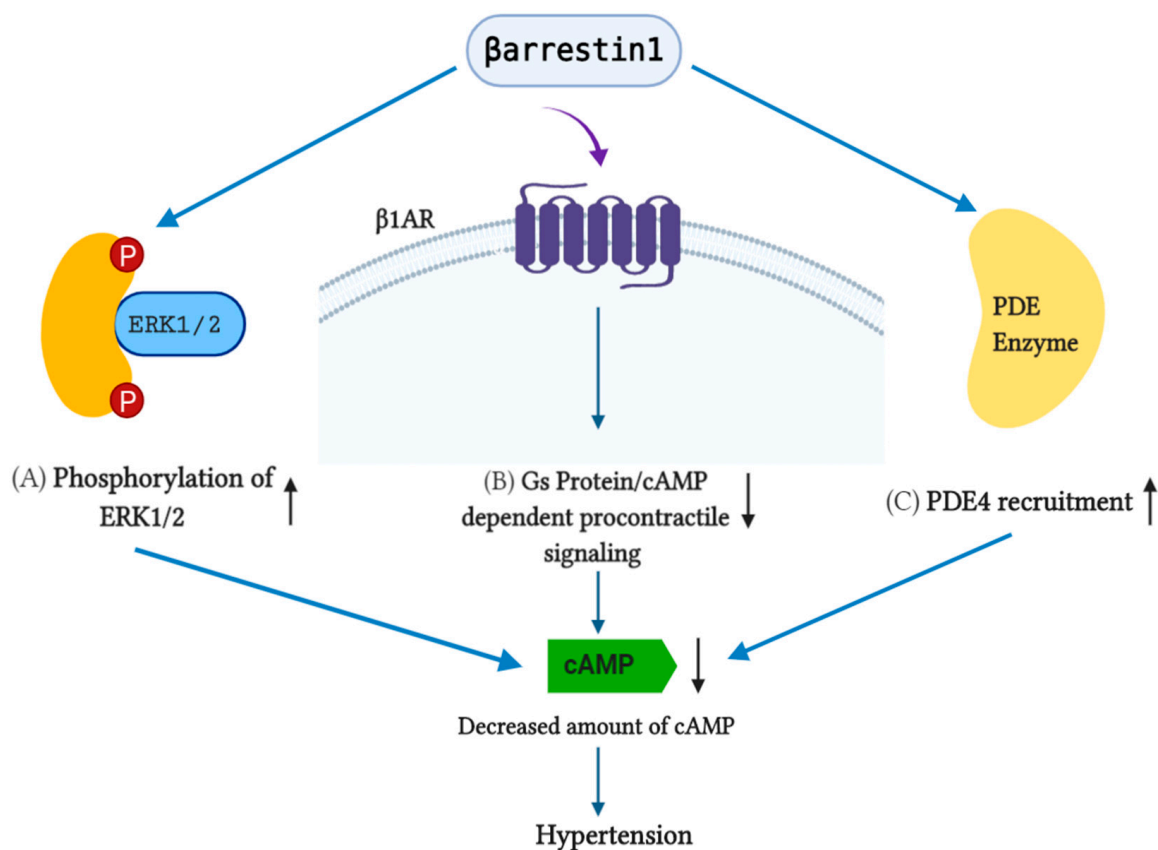 βarrestin1
β1AR
P
ERK1/2
P
PDE
Enzyme
(A) Phosphorylation of
ERK1/2
(B) Gs Protein/cAMP
dependent procontractile
signaling
(C) PDE4 recruitment
cAMP
Decreased amount of cAMP
Hypertension